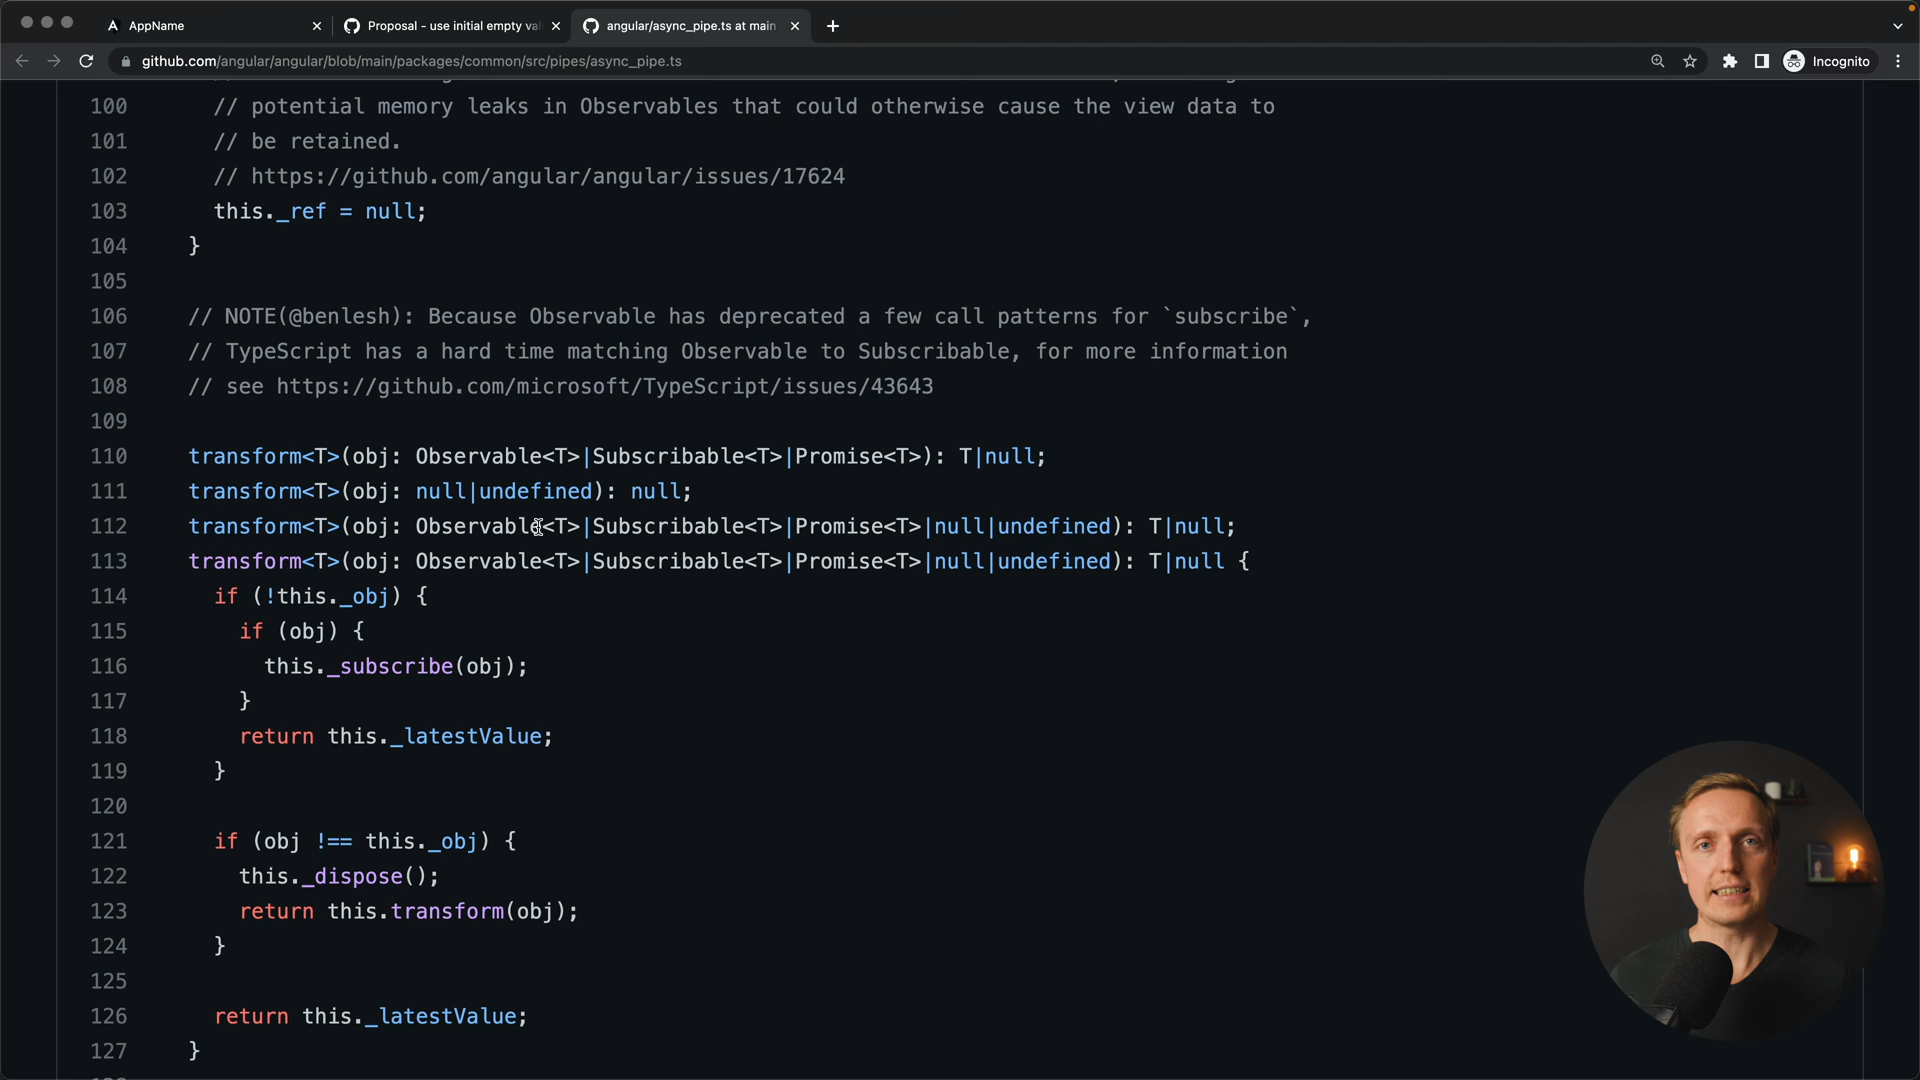 AppName
Proposal - use initial empty val
angular/async_pipe.ts at main
github.com/angular/angular/blob/main/packages/common/src/pipes/async_pipe.ts
Incognito
100 // potential memory leaks in Observables that could otherwise cause the view data to
101 // be retained.
102 // https://github.com/angular/angular/issues/17624
103 this._ref = null;
104 }
105
106 // NOTE(@benlesh): Because Observable has deprecated a few call patterns for `subscribe`,
107 // TypeScript has a hard time matching Observable to Subscribable, for more information
108 // see https://github.com/microsoft/TypeScript/issues/43643
109
110 transform<T>(obj: Observable<T>|Subscribable<T>|Promise<T>): T|null;
111 transform<T>(obj: null|undefined): null;
112 transform<T>(obj: Observable<T>|Subscribable<T>|Promise<T>|null|undefined): T|null;
113 transform<T>(obj: Observable<T>|Subscribable<T>|Promise<T>|null|undefined): T|null {
114 if (!this._obj) {
115 if (obj) {
116 this._subscribe(obj);
117 }
118 return this._latestValue;
119 }
120
121 if (obj !== this._obj) {
122 this._dispose();
123 return this.transform(obj);
124 }
125
126 return this._latestValue;
127 }